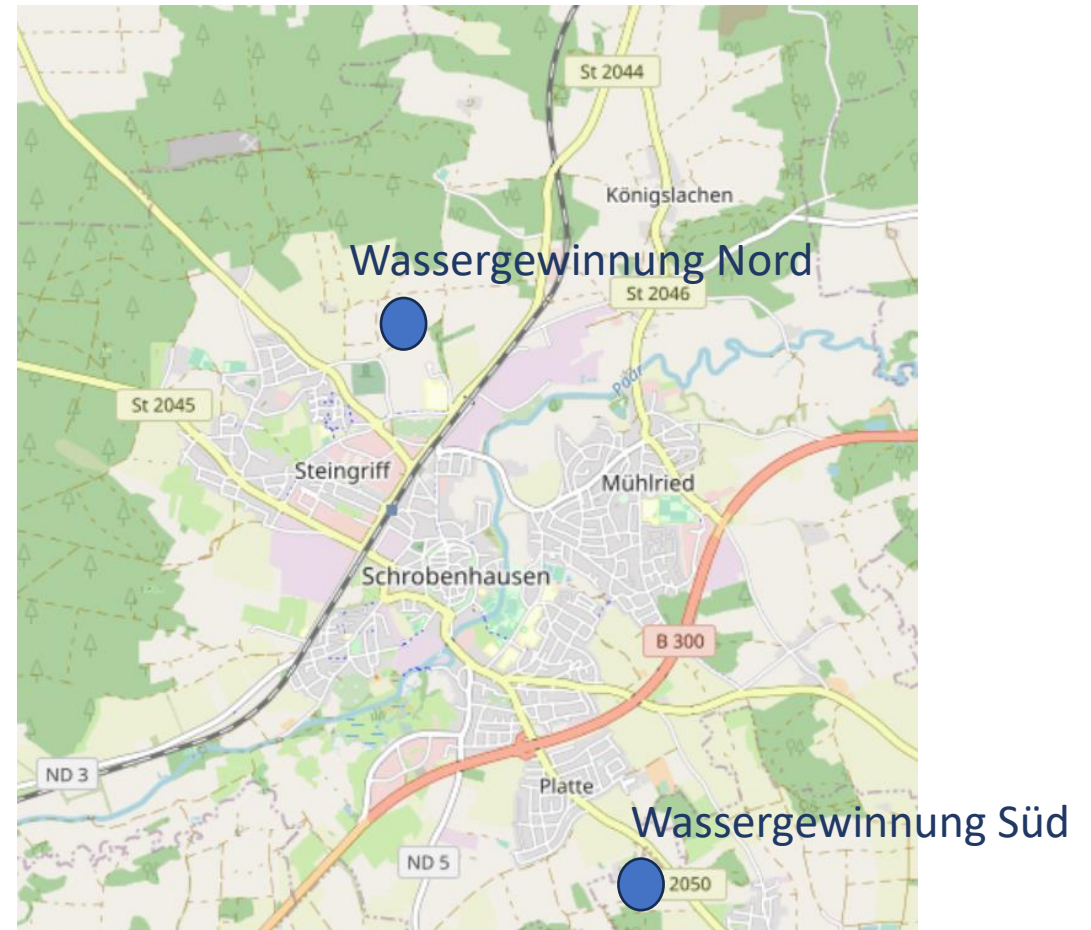 St 2044
Königslachen
Wassergewinnung Nord
St 2046
Paar
St 2045
Steingriff
Mühlried
Schrobenhausen
B 300
ND 3
Platte
Wassergewinnung Süd
ND 5
2050